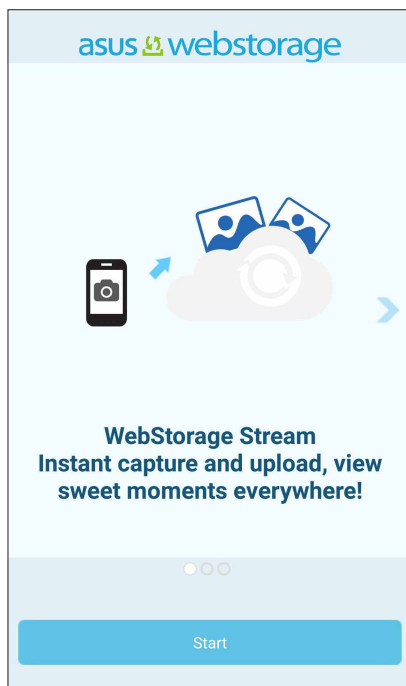 asus webstorage
WebStorage Stream
Instant capture and upload, view
sweet moments everywhere!
Start